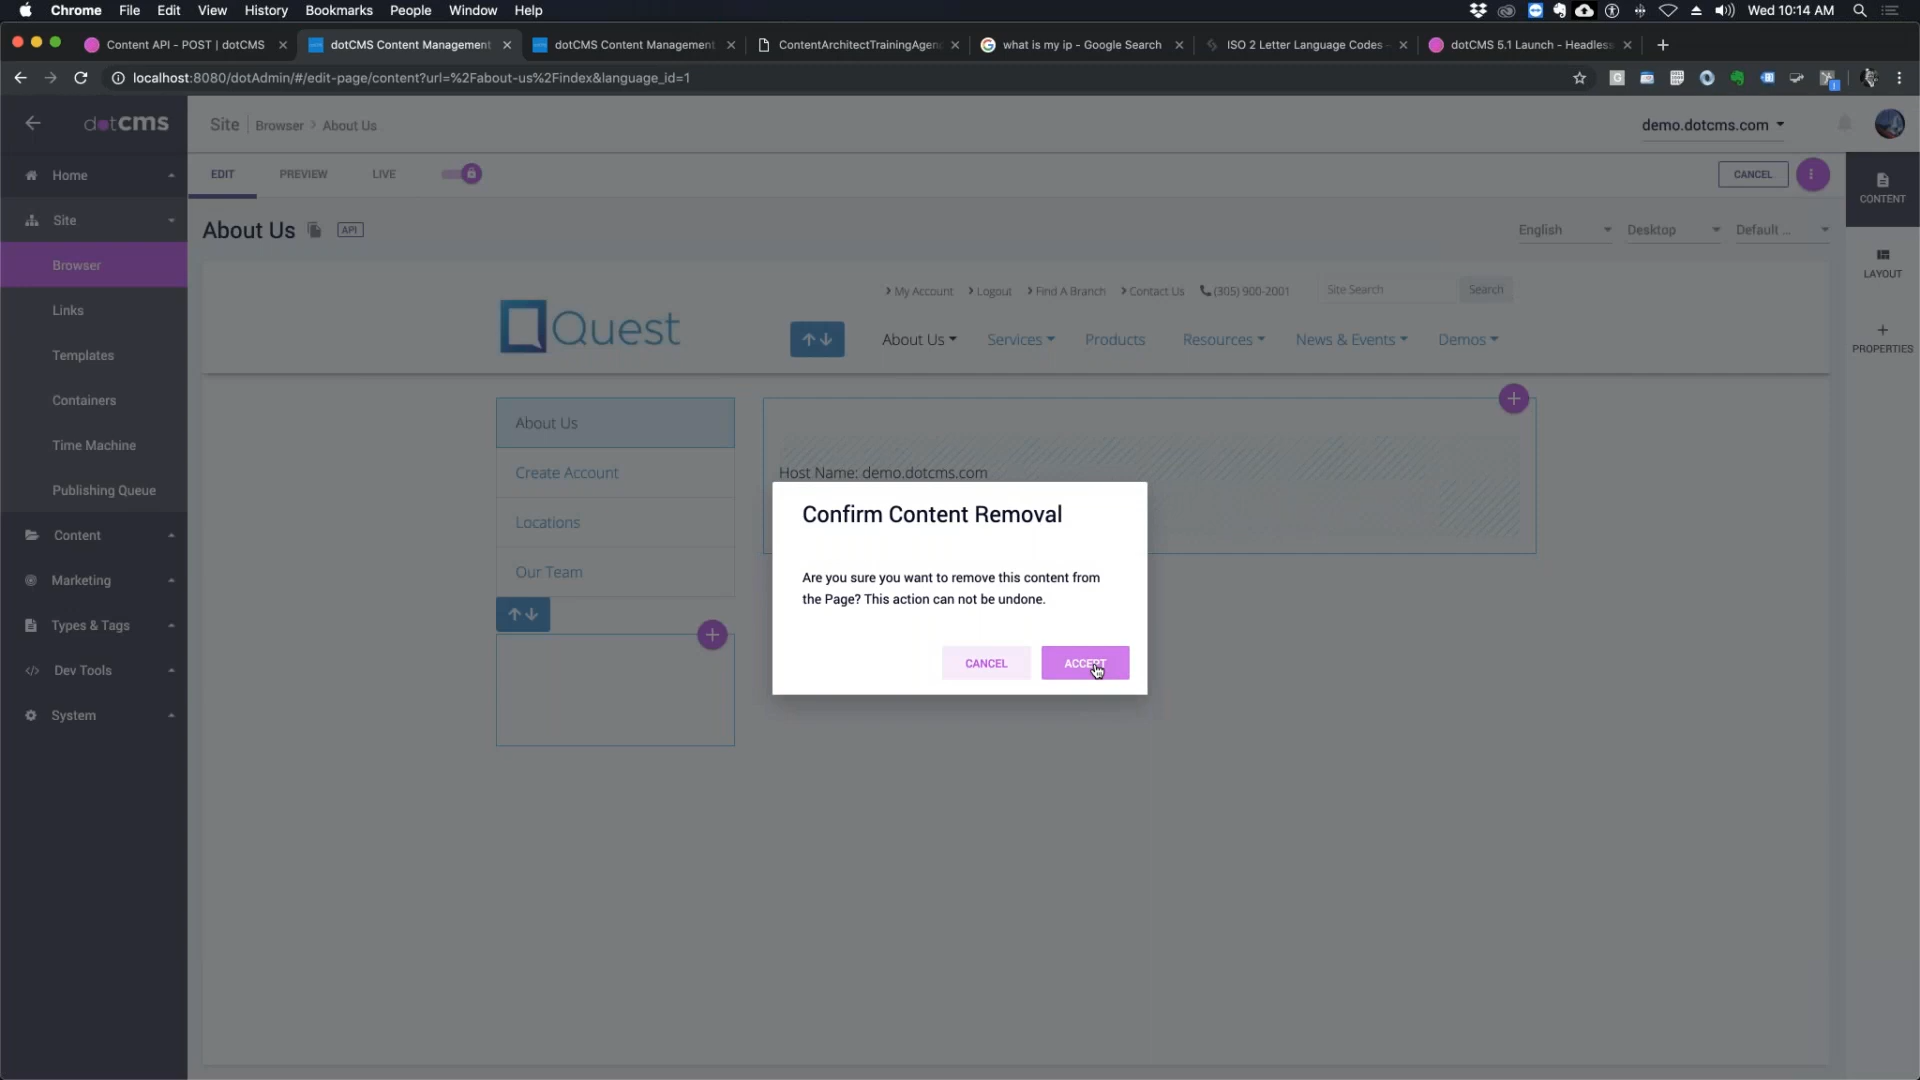 Chrome File Edit View History Bookmarks People Window Help
Wed 10:14 AM
Content API - POST | dotCMS
dotCMS Content Management
dotCMS Content Management
ContentArchitectTrainingAgen
what is my ip - Google Search
ISO 2 Letter Language Codes -
dotCMS 5.1 Launch - Headless
localhost:8080/dotAdmin/#/edit-page/content?url=%2Fabout-us%2Findex&language_id=1
dotCMS
Site Browser > About Us
demo.dotcms.com
Home
Site
Browser
Links
Templates
Containers
Time Machine
Publishing Queue
Content
Marketing
Types & Tags
Dev Tools
System
EDIT PREVIEW LIVE
CANCEL
About Us API
English Desktop Default ...
CONTENT
LAYOUT
PROPERTIES
My Account Logout Find A Branch Contact Us (305) 900-2001
Site Search Search
Quest
About Us Services Products Resources News & Events Demos
About Us
Create Account
Locations
Our Team
Host Name: demo.dotcms.com
Confirm Content Removal
Are you sure you want to remove this content from
the Page? This action can not be undone.
CANCEL ACCEPT